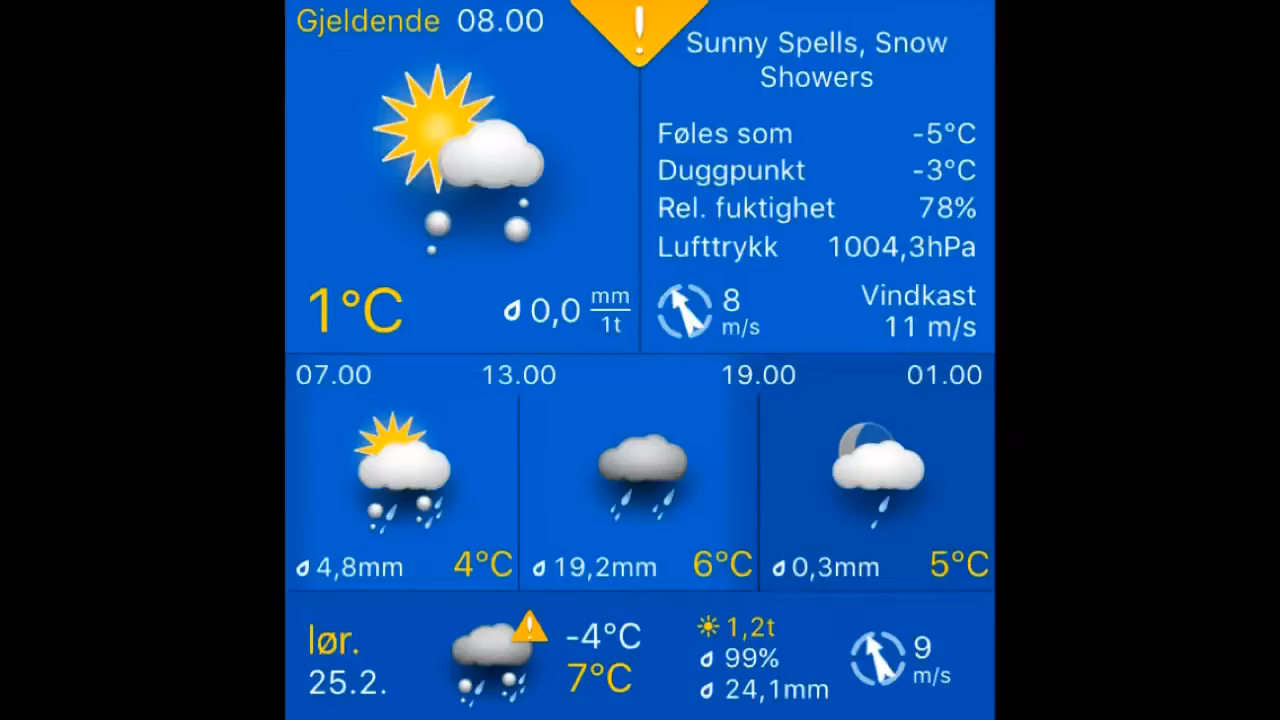 Gjeldende 08.00
!
Sunny Spells, Snow
Showers
Føles som -5°C
Duggpunkt -3°C
Rel. fuktighet 78%
Lufttrykk 1004,3hPa
1°C
0,0 mm
1t
8
m/s
Vindkast
11 m/s
07.00 13.00 19.00 01.00
4,8mm 4°C
19,2mm 6°C
0,3mm 5°C
lør.
25.2.
!
-4°C
7°C
1,2t
99%
24,1mm
9
m/s